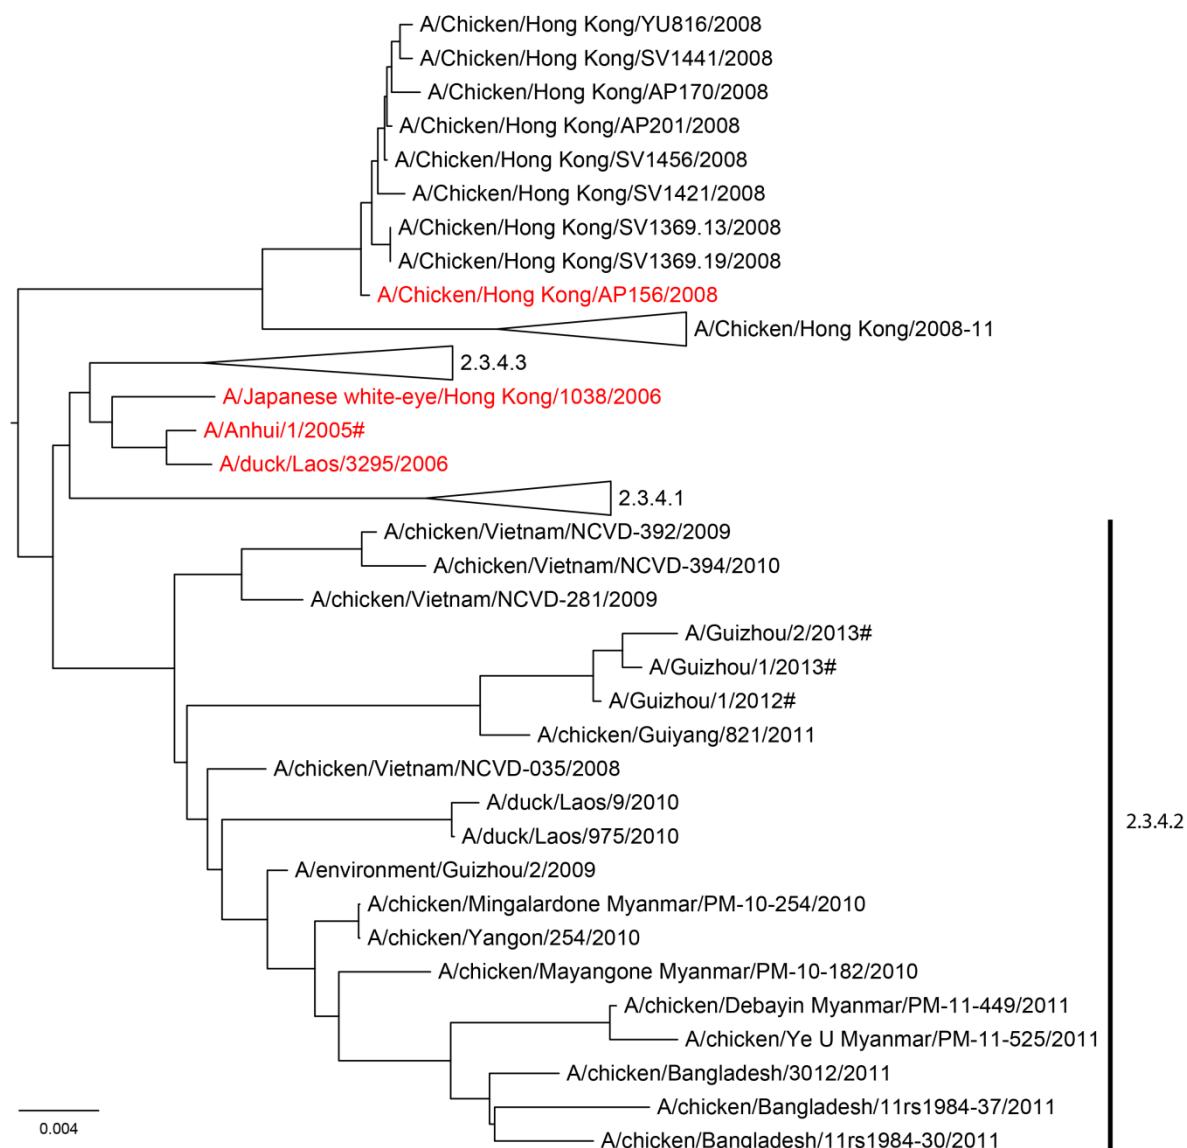 A/Chicken/Hong Kong/YU816/2008
A/Chicken/Hong Kong/SV1441/2008
A/Chicken/Hong Kong/AP170/2008
A/Chicken/Hong Kong/AP201/2008
A/Chicken/Hong Kong/SV1456/2008
A/Chicken/Hong Kong/SV1421/2008
A/Chicken/Hong Kong/SV1369.13/2008
A/Chicken/Hong Kong/SV1369.19/2008
A/Chicken/Hong Kong/AP156/2008
A/Chicken/Hong Kong/2008-11
2.3.4.3
A/Japanese white-eye/Hong Kong/1038/2006
A/Anhui/1/2005#
A/duck/Laos/3295/2006
2.3.4.1
A/chicken/Vietnam/NCVD-392/2009
A/chicken/Vietnam/NCVD-394/2010
A/chicken/Vietnam/NCVD-281/2009
A/Guizhou/2/2013#
A/Guizhou/1/2013#
A/Guizhou/1/2012#
A/chicken/Guiyang/821/2011
A/chicken/Vietnam/NCVD-035/2008
A/duck/Laos/9/2010
2.3.4.2
A/duck/Laos/975/2010
A/environment/Guizhou/2/2009
A/chicken/Mingalardone Myanmar/PM-10-254/2010
A/chicken/Yangon/254/2010
A/chicken/Mayangone Myanmar/PM-10-182/2010
A/chicken/Debayin Myanmar/PM-11-449/2011
A/chicken/Ye U Myanmar/PM-11-525/2011
A/chicken/Bangladesh/3012/2011
A/chicken/Bangladesh/11rs1984-37/2011
0.004
A/chicken/Bangladesh/11rs1984-30/2011